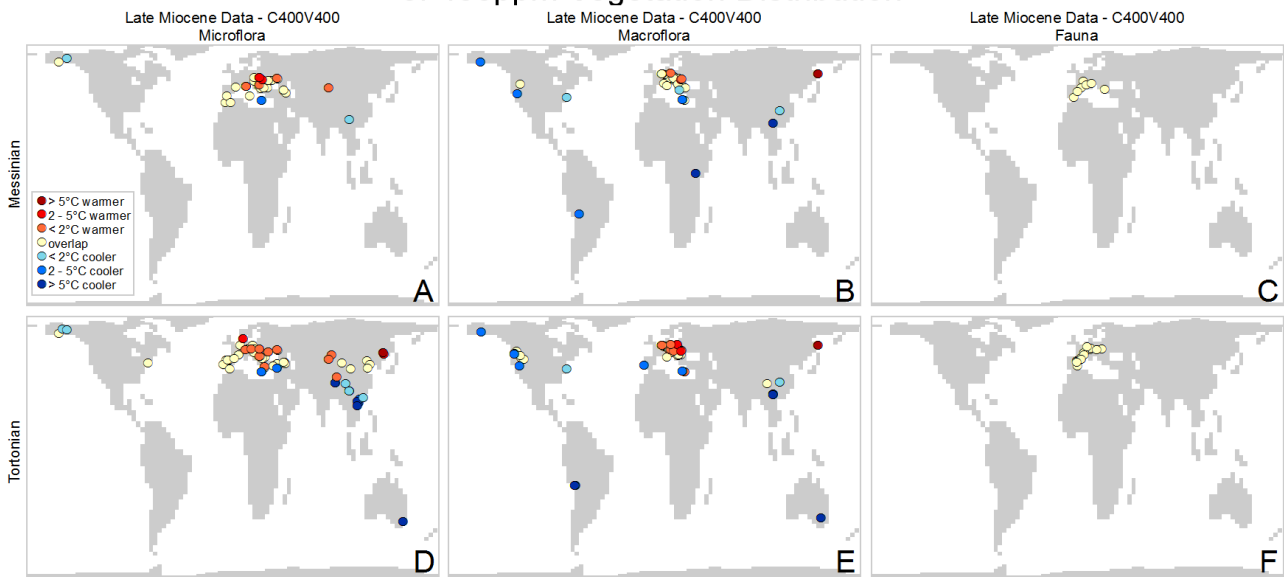 Late Miocene Data - C400V400
Microflora
Late Miocene Data - C400V400
Macroflora
Late Miocene Data - C400V400
Fauna
Messinian
> 5°C warmer
2 - 5°C warmer
< 2°C warmer
overlap
< 2°C cooler
2 - 5°C cooler
> 5°C cooler
A
B
C
Tortonian
D
E
F